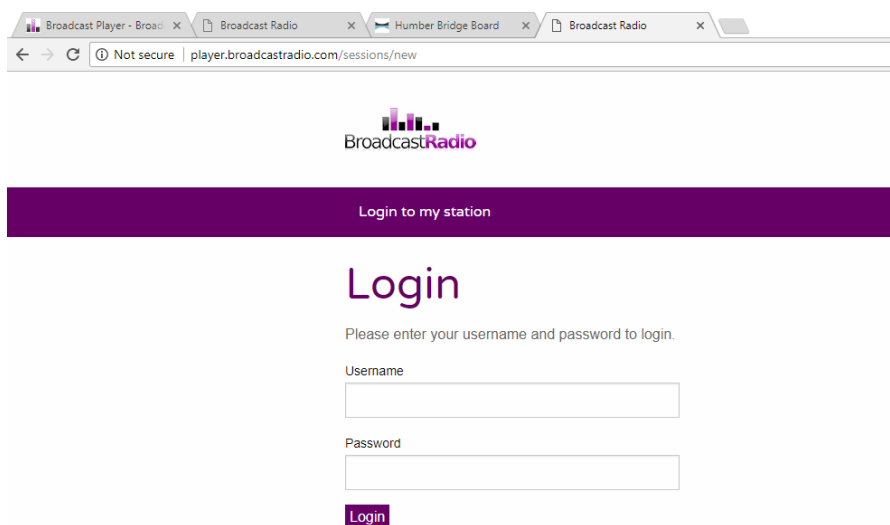 Broadcast Player - Broad
Broadcast Radio
Humber Bridge Board
Broadcast Radio
Not secure | player.broadcastradio.com/sessions/new
BroadcastRadio
Login to my station
Login
Please enter your username and password to login.
Username
Password
Login